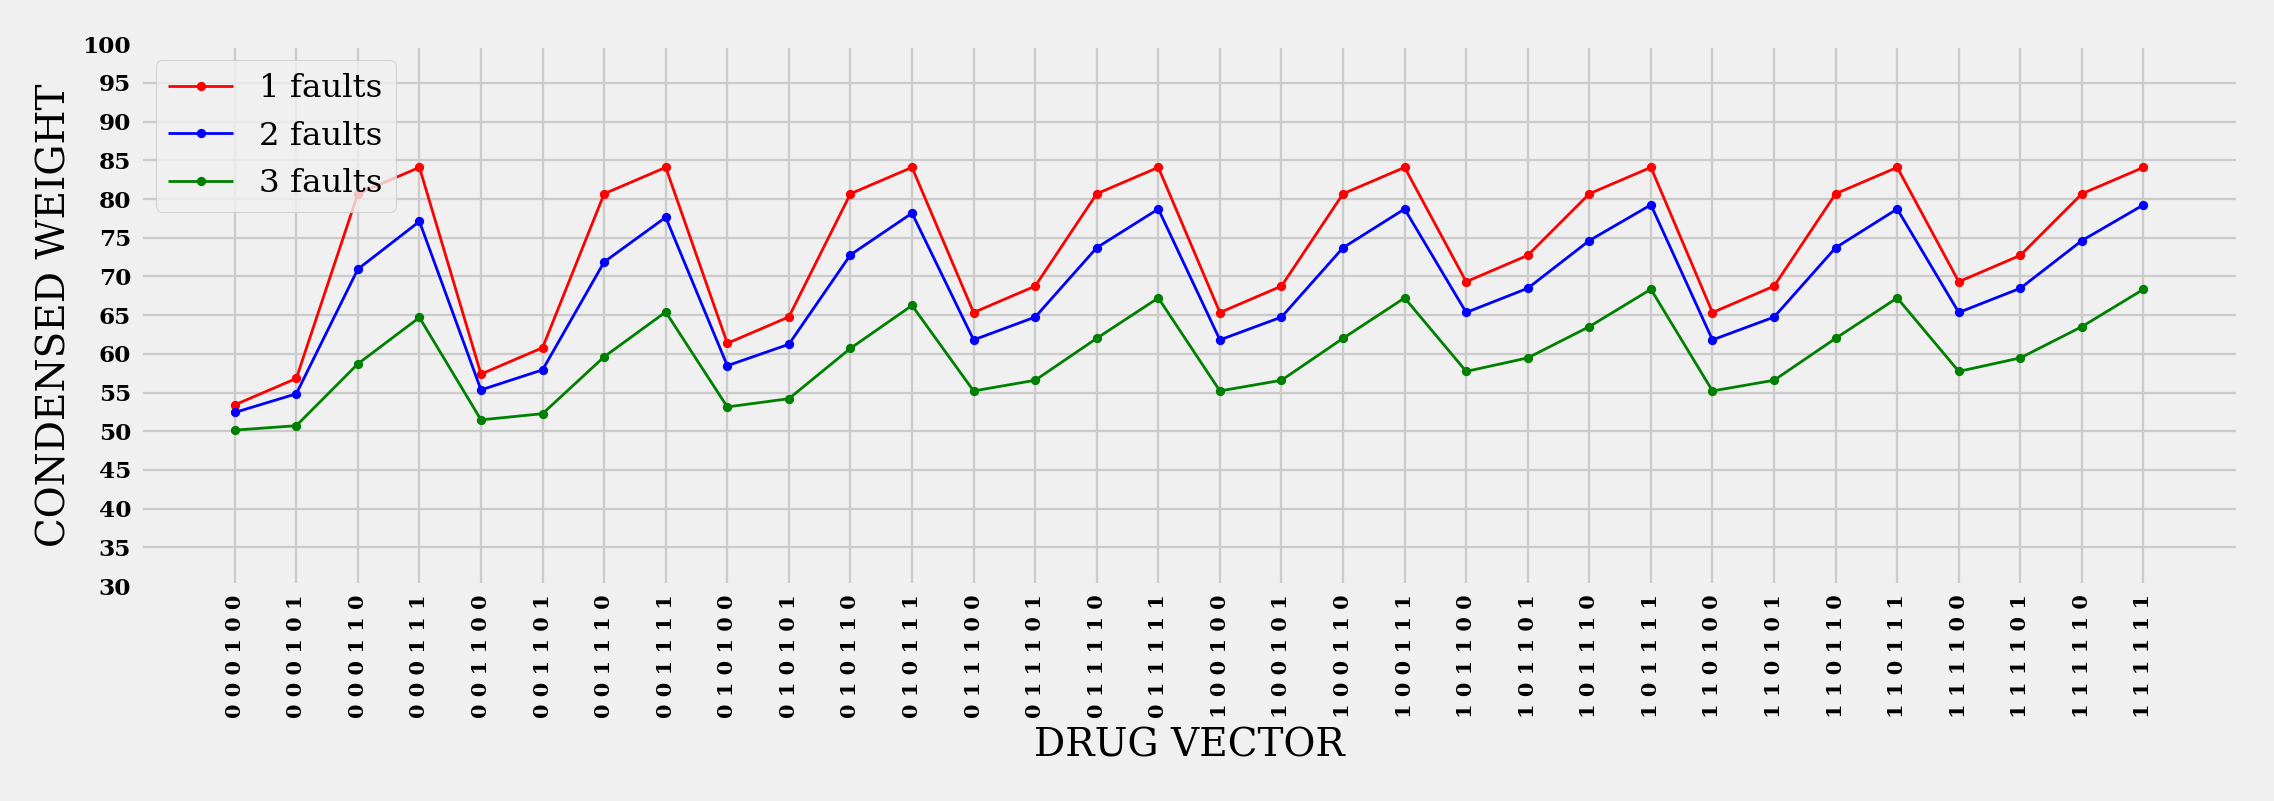 100
95
90
85
80
75
70
65
60
55
50
45
40
35
30
CONDENSED WEIGHT
1 faults
2 faults
3 faults
0 0 0 1 0 0
0 0 0 1 0 1
0 0 0 1 1 0
0 0 0 1 1 1
0 0 1 1 0 0
0 0 1 1 0 1
0 0 1 1 1 0
0 0 1 1 1 1
0 1 0 1 0 0
0 1 0 1 0 1
0 1 0 1 1 0
0 1 0 1 1 1
0 1 1 1 0 0
0 1 1 1 0 1
0 1 1 1 1 0
0 1 1 1 1 1
1 0 0 1 0 0
1 0 0 1 0 1
1 0 0 1 1 0
1 0 0 1 1 1
1 0 1 1 0 0
1 0 1 1 0 1
1 0 1 1 1 0
1 0 1 1 1 1
1 1 0 1 0 0
1 1 0 1 0 1
1 1 0 1 1 0
1 1 0 1 1 1
1 1 1 1 0 0
1 1 1 1 0 1
1 1 1 1 1 0
1 1 1 1 1 1
DRUG VECTOR